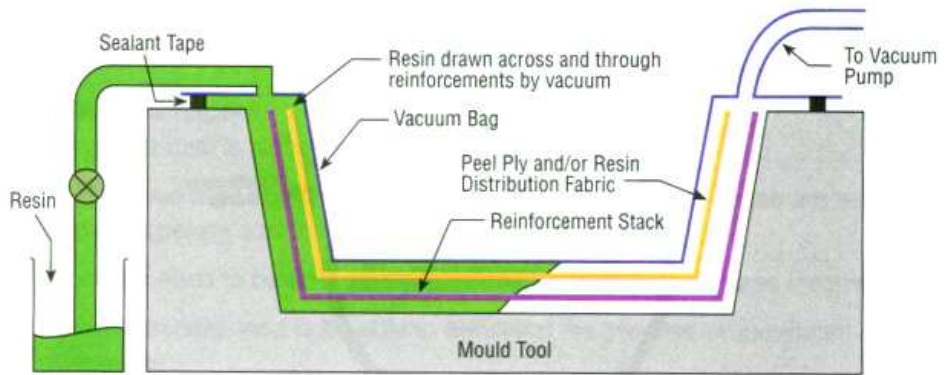 Sealant Tape
Resin drawn across and through
reinforcements by vacuum
To Vacuum
Pump
Vacuum Bag
Peel Ply and/or Resin
Distribution Fabric
Resin
Reinforcement Stack
Mould Tool